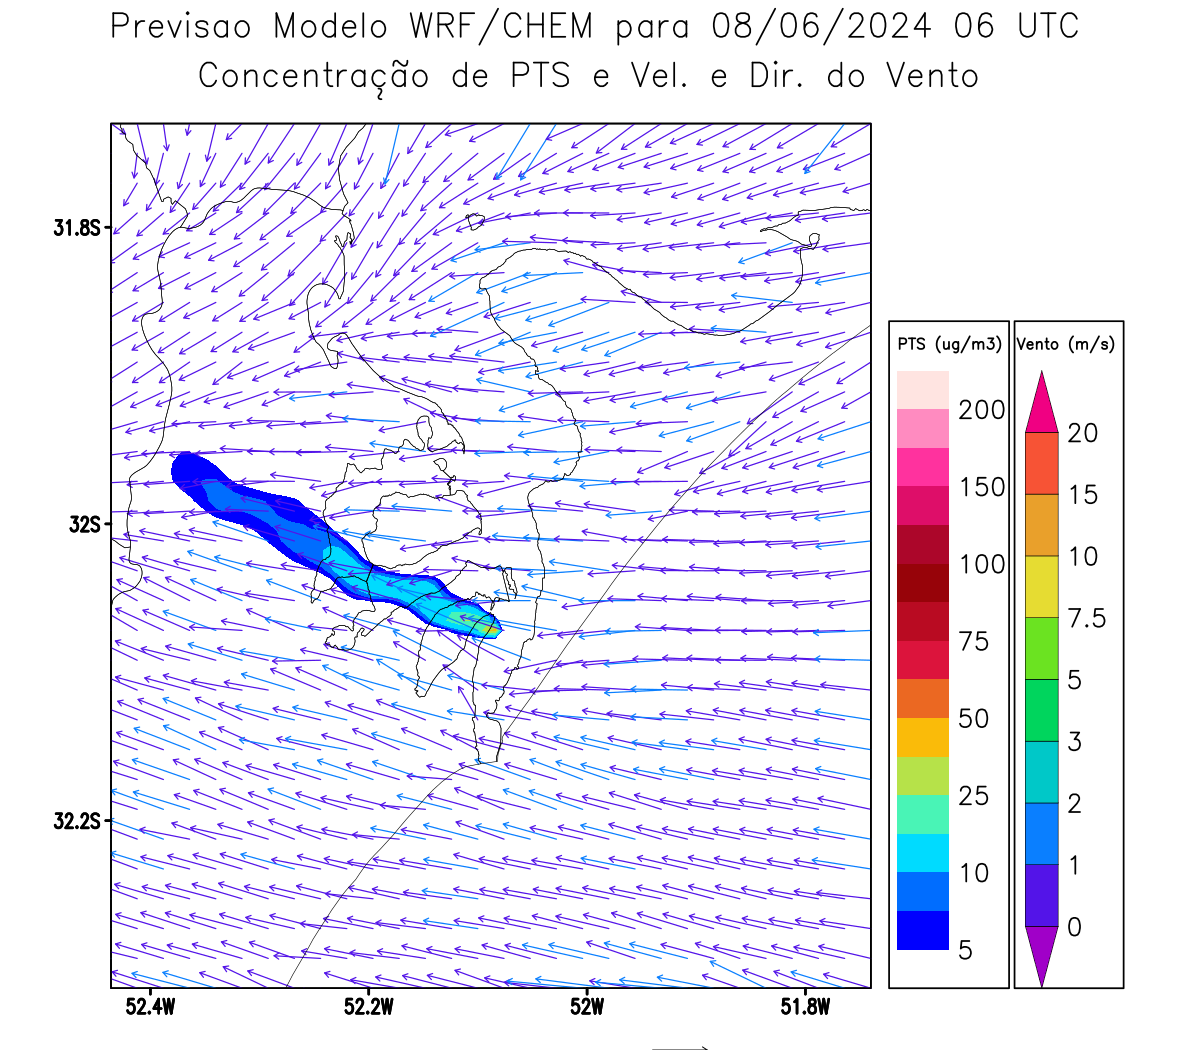 Previsao Modelo WRF/CHEM para 08/06/2024 06 UTC
Concentração de PTS e Vel. e Dir. do Vento
31.8S
32S
32.2S
52.4W 52.2W 52W 51.8W
PTS (ug/m3)
200
150
100
75
50
25
10
5
Vento (m/s)
20
15
10
7.5
5
3
2
1
0